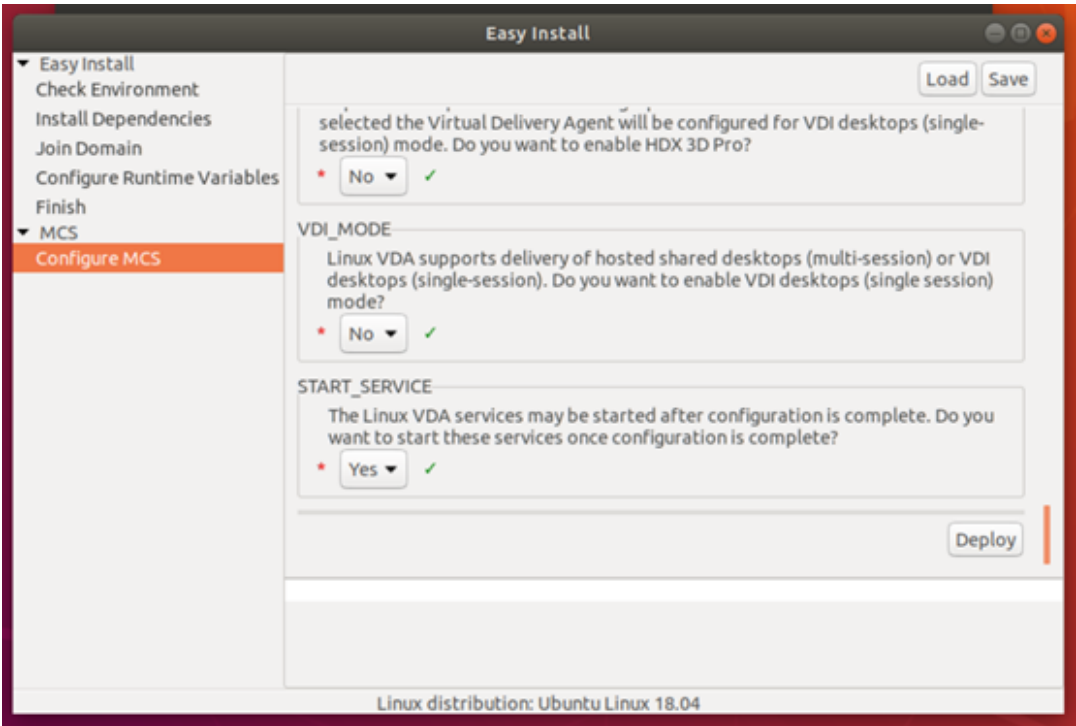 Easy Install
Easy Install
Check Environment
Install Dependencies
Join Domain
Configure Runtime Variables
Finish
MCS
Configure MCS
Load Save
selected the Virtual Delivery Agent will be configured for VDI desktops (single-
session) mode. Do you want to enable HDX 3D Pro?
* No ✓
VDI_MODE
Linux VDA supports delivery of hosted shared desktops (multi-session) or VDI
desktops (single-session). Do you want to enable VDI desktops (single session)
mode?
* No ✓
START_SERVICE
The Linux VDA services may be started after configuration is complete. Do you
want to start these services once configuration is complete?
* Yes ✓
Deploy
Linux distribution: Ubuntu Linux 18.04